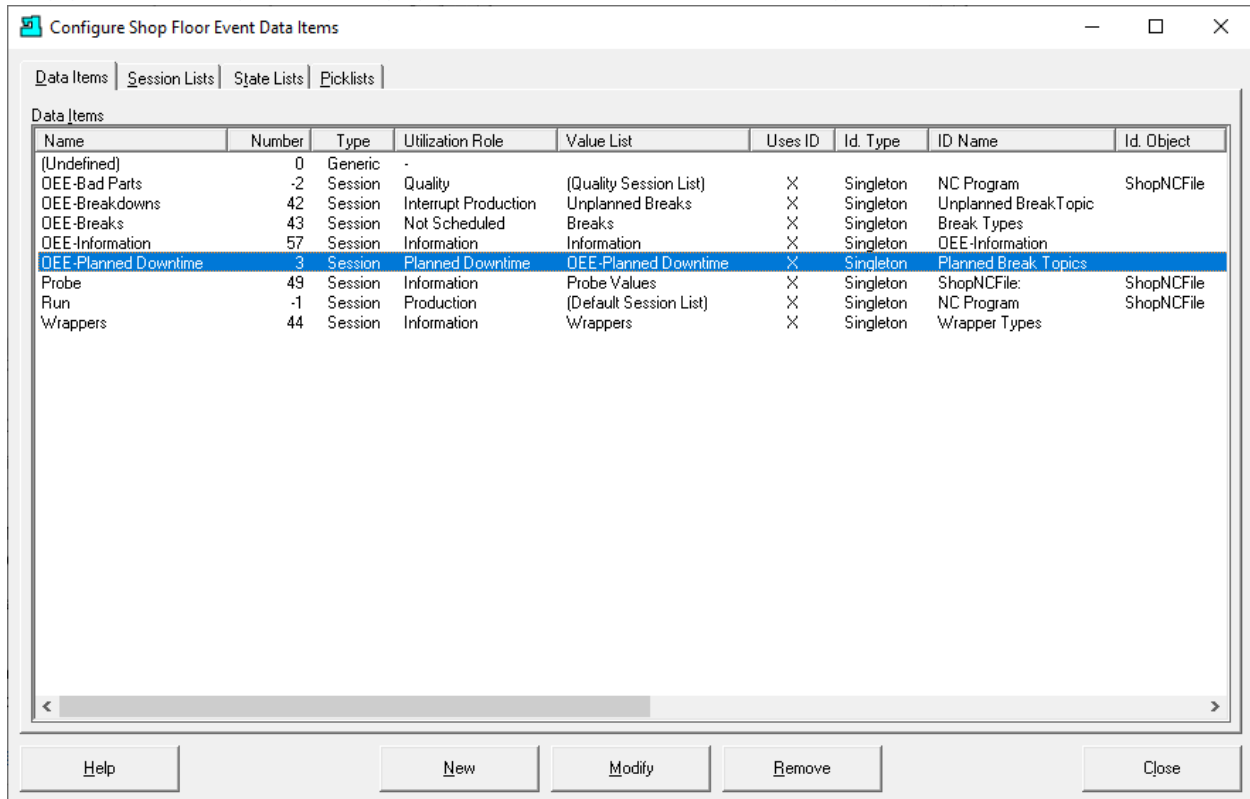 Configure Shop Floor Event Data Items
Data Items Session Lists State Lists Picklists
Data Items
Name Number Type Utilization Role Value List Uses ID Id. Type ID Name Id. Object
(Undefined) 0 Generic -
OEE-Bad Parts -2 Session Quality (Quality Session List) X Singleton NC Program ShopNCFile
OEE-Breakdowns 42 Session Interrupt Production Unplanned Breaks X Singleton Unplanned BreakTopic
OEE-Breaks 43 Session Not Scheduled Breaks X Singleton Break Types
OEE-Information 57 Session Information Information X Singleton OEE-Information
OEE-Planned Downtime 3 Session Planned Downtime OEE-Planned Downtime X Singleton Planned Break Topics
Probe 49 Session Information Probe Values X Singleton ShopNCFile: ShopNCFile
Run -1 Session Production (Default Session List) X Singleton NC Program ShopNCFile
Wrappers 44 Session Information Wrappers X Singleton Wrapper Types
Help New Modify Remove Close